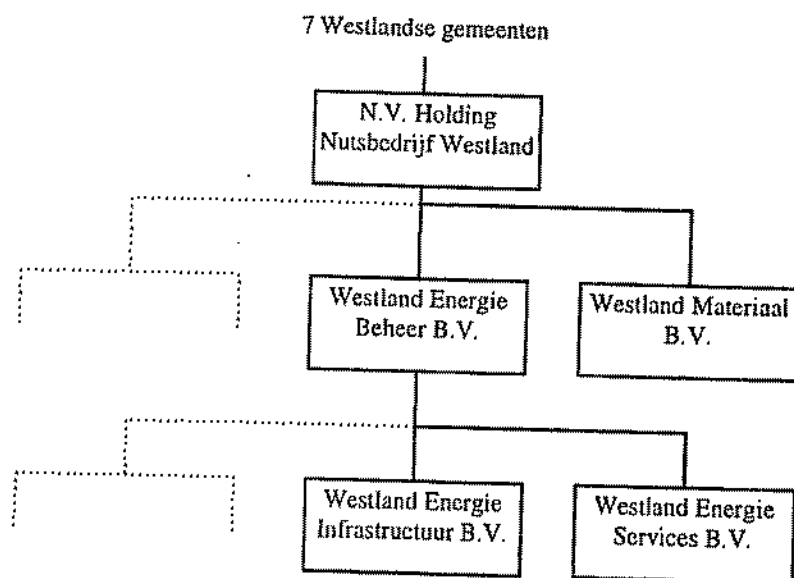 7 Westlandse gemeenten
N.V. Holding
Nutsbedrijf Westland
Westland Energie
Beheer B.V.
Westland Materiaal
B.V.
Westland Energie
Infrastructuur B.V.
Westland Energie
Services B.V.